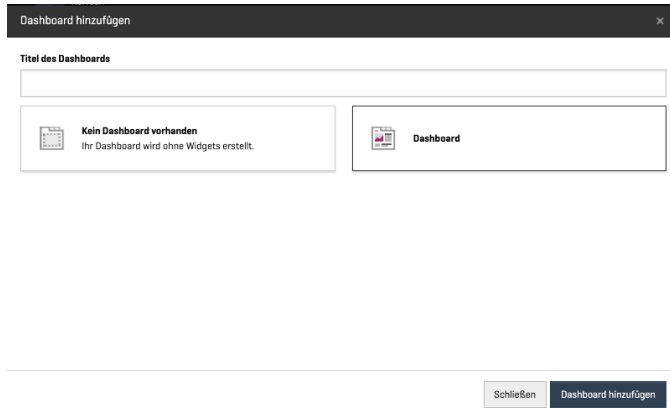 Dashboard hinzufügen
×
Titel des Dashboards
Kein Dashboard vorhanden
Ihr Dashboard wird ohne Widgets erstellt.
Dashboard
Schließen
Dashboard hinzufügen